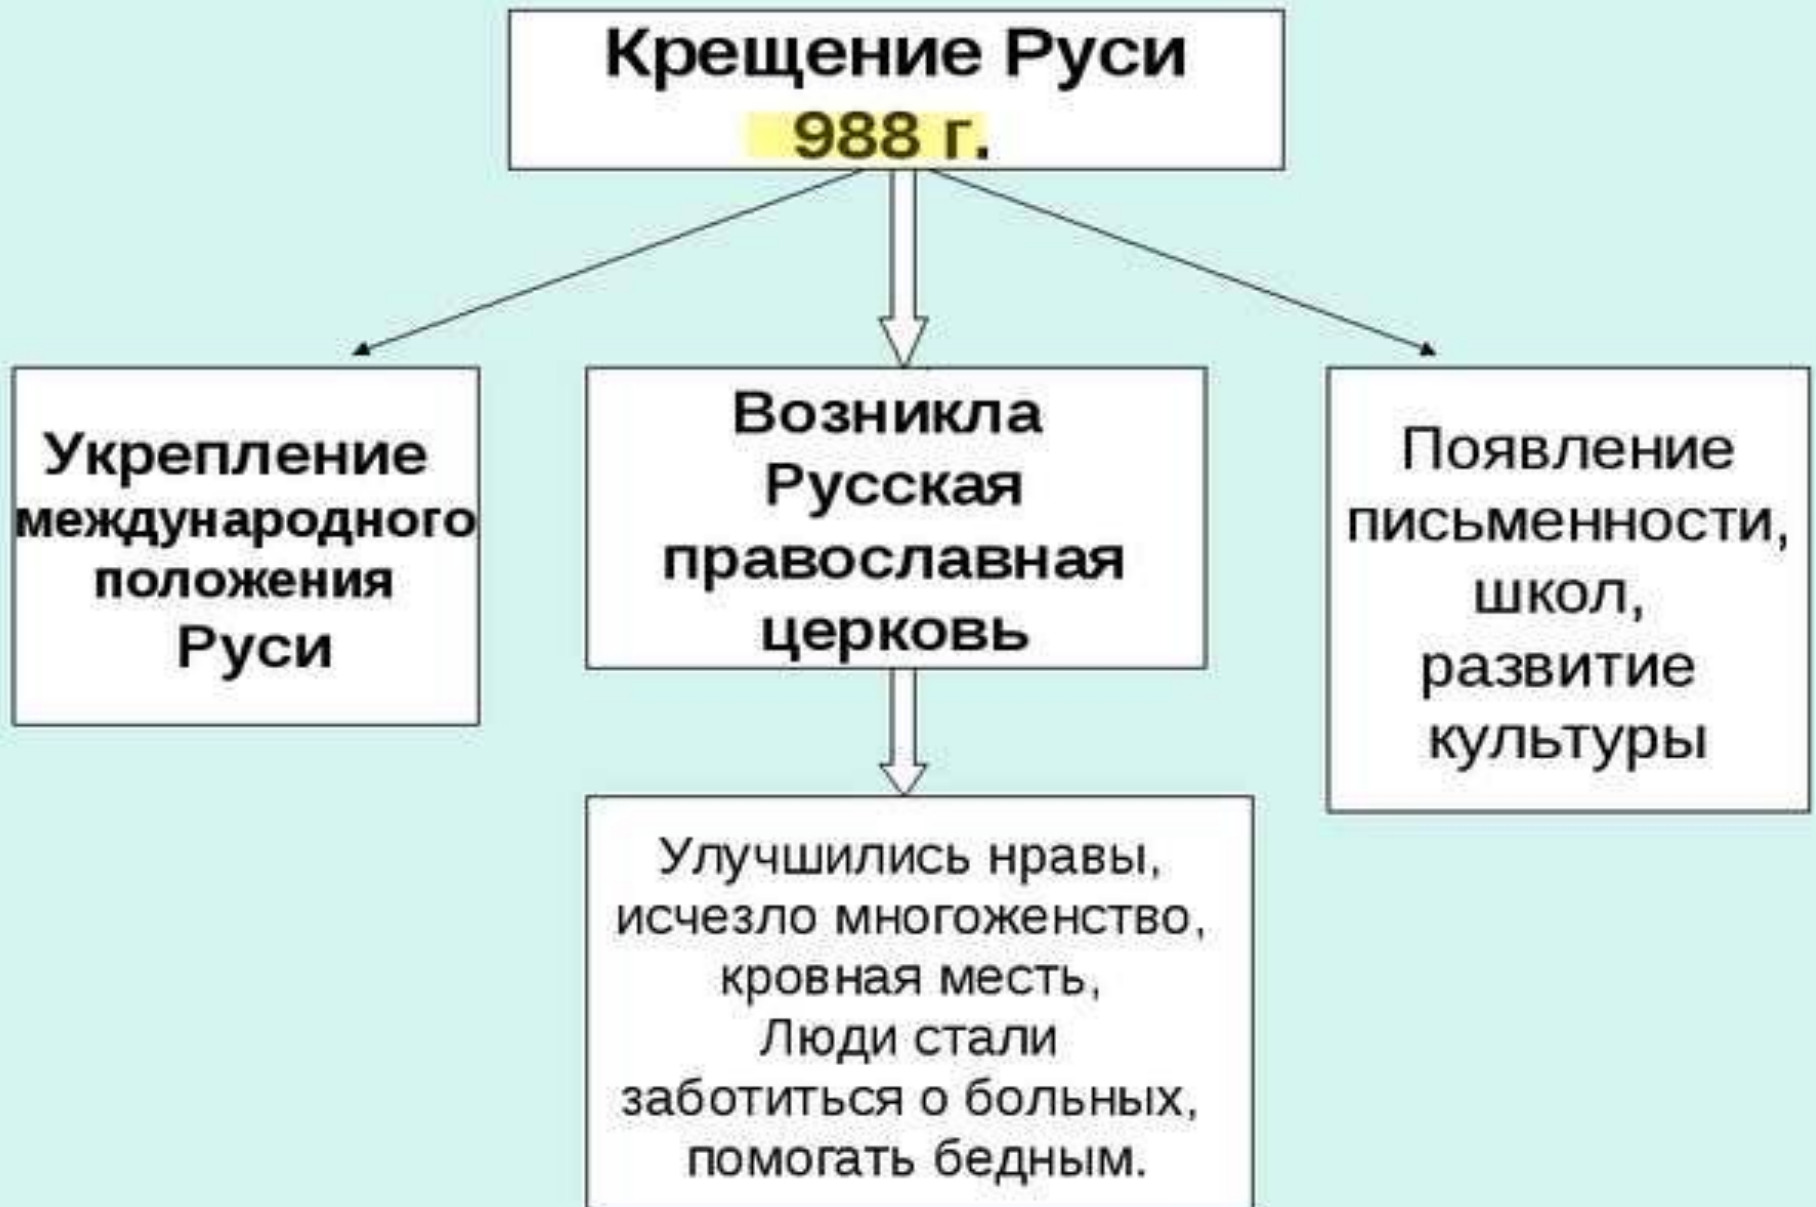 Крещение Руси
988 г.
Укрепление
международного
положения
Руси
Возникла
Русская
православная
церковь
Появление
письменности,
школ,
развитие
культуры
Улучшились нравы,
исчезло многоженство,
кровная месть,
Люди стали
заботиться о больных,
помогать бедным.